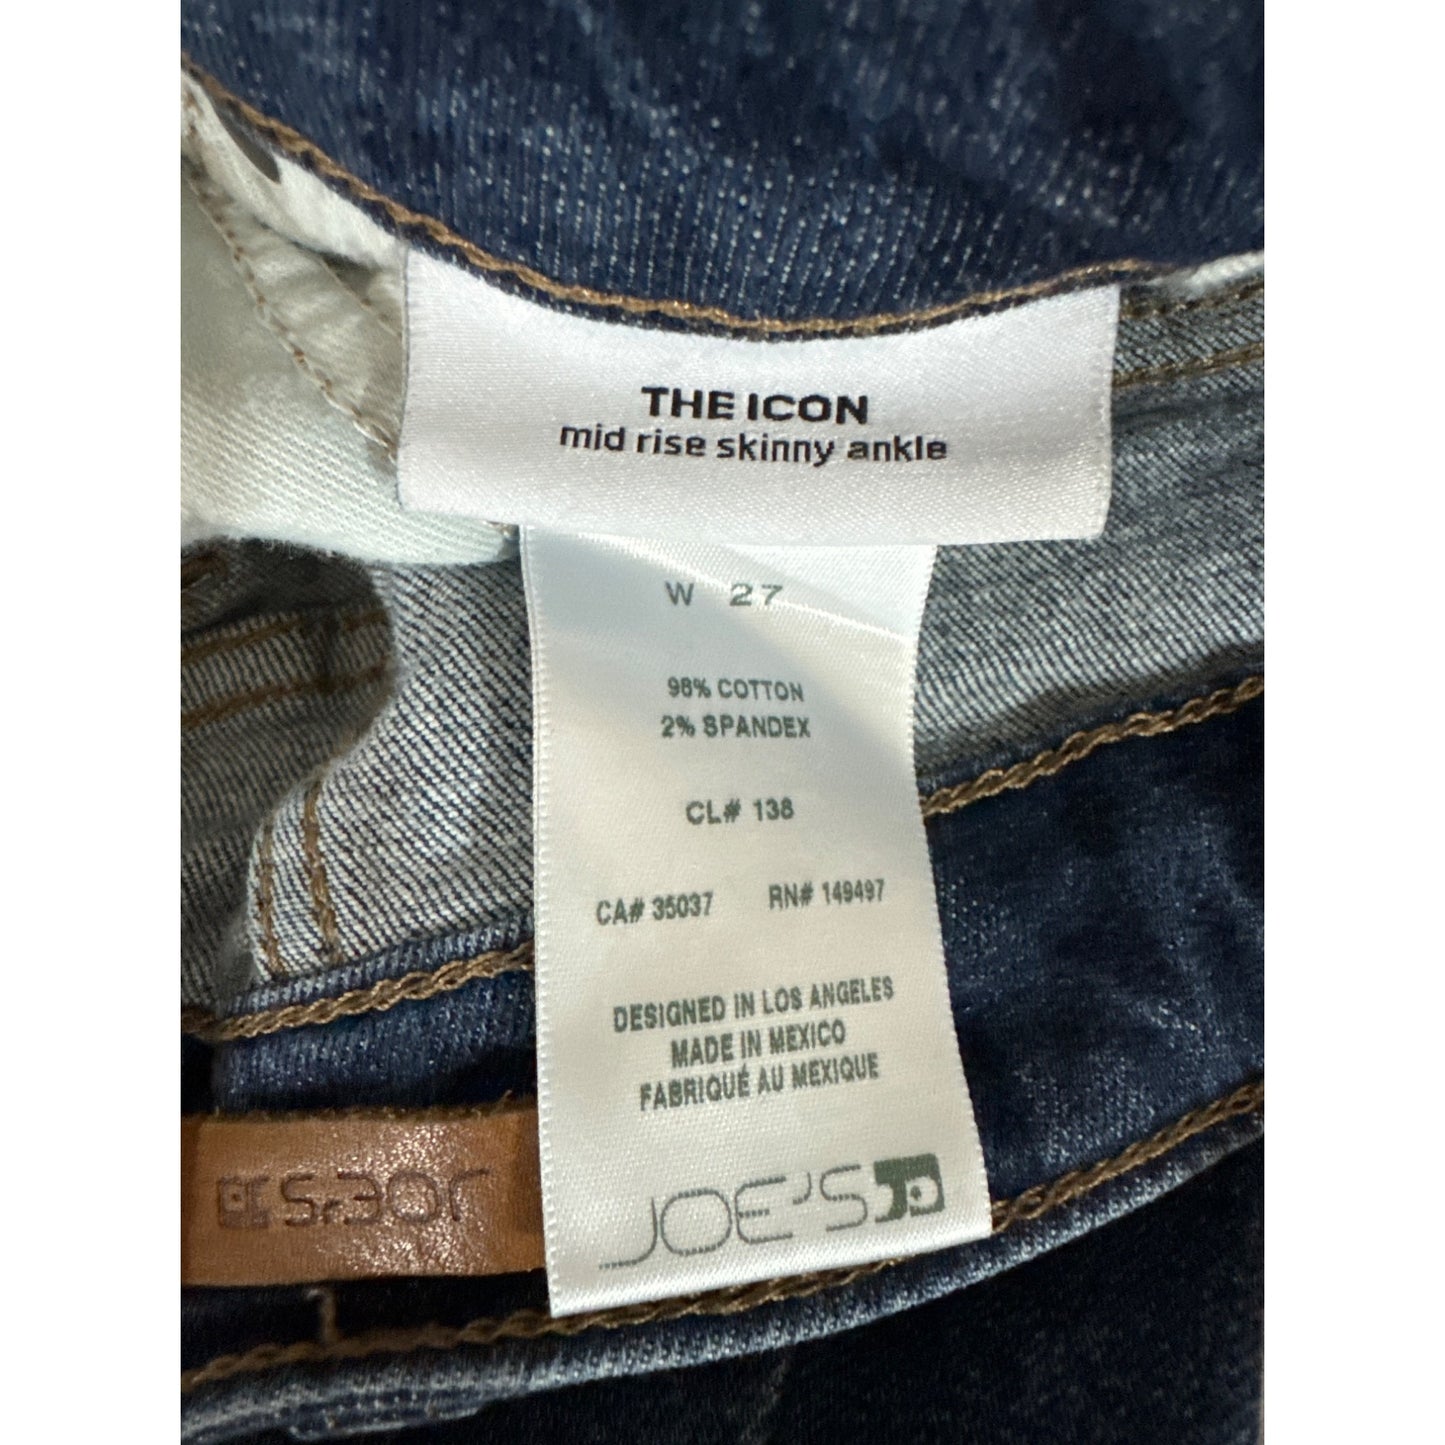 THE ICON
mid rise skinny ankle
W 27
98% COTTON
2% SPANDEX
CL# 138
CA# 35037 RN# 149497
DESIGNED IN LOS ANGELES
MADE IN MEXICO
FABRIQUÉ AU MEXIQUE
JOE'S
JOE'S